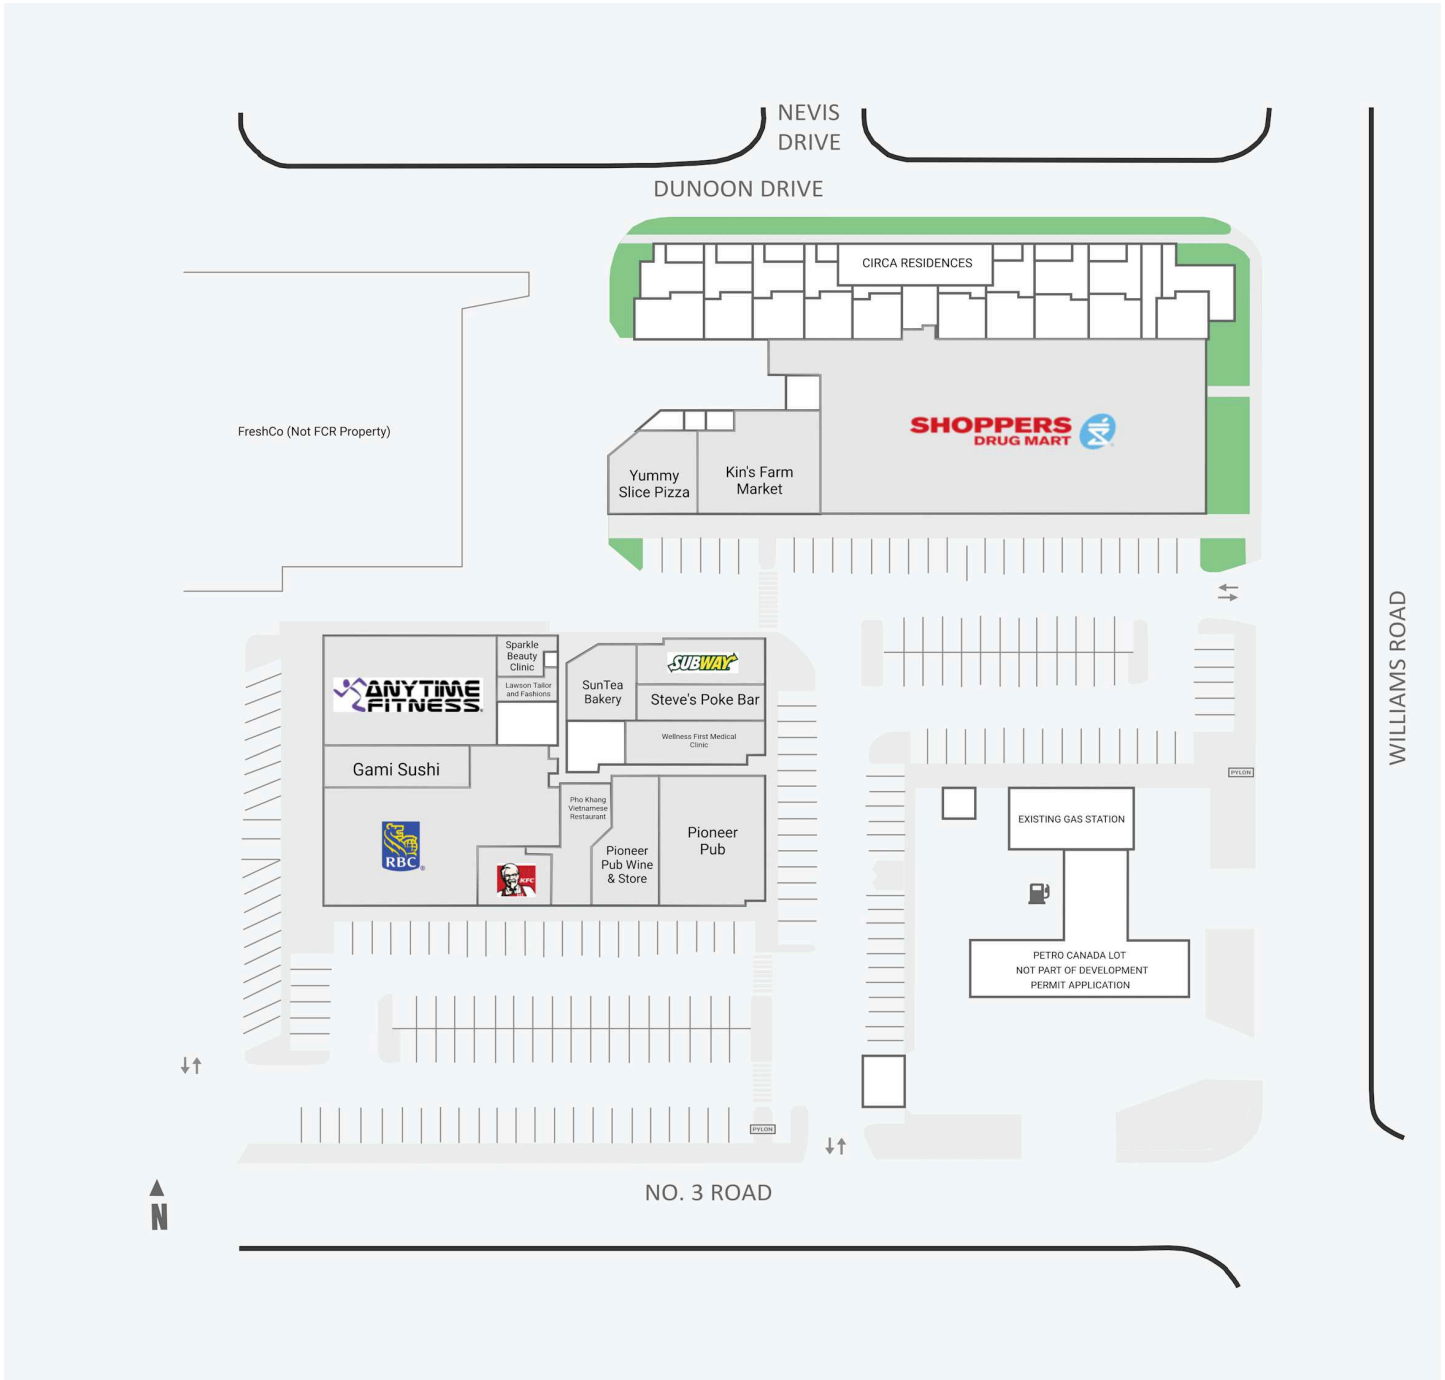 NEVIS
DRIVE
DUNOON DRIVE
CIRCA RESIDENCES
FreshCo (Not FCR Property)
SHOPPERS
DRUG MART
Yummy
Slice Pizza
Kin's Farm
Market
WILLIAMS ROAD
Sparkle
Beauty
Clinic
ANYTIME
FITNESS
Lawson Tailor
and Fashions
SunTea
Bakery
SUBWAY
Steve's Poke Bar
Wellness First Medical
Clinic
Gami Sushi
PYLON
Pho Khang
Vietnamese
Restaurant
EXISTING GAS STATION
RBC
®
KFC
Pioneer
Pub Wine
& Store
Pioneer
Pub
PETRO CANADA LOT
NOT PART OF DEVELOPMENT
PERMIT APPLICATION
PYLON
NO. 3 ROAD
N